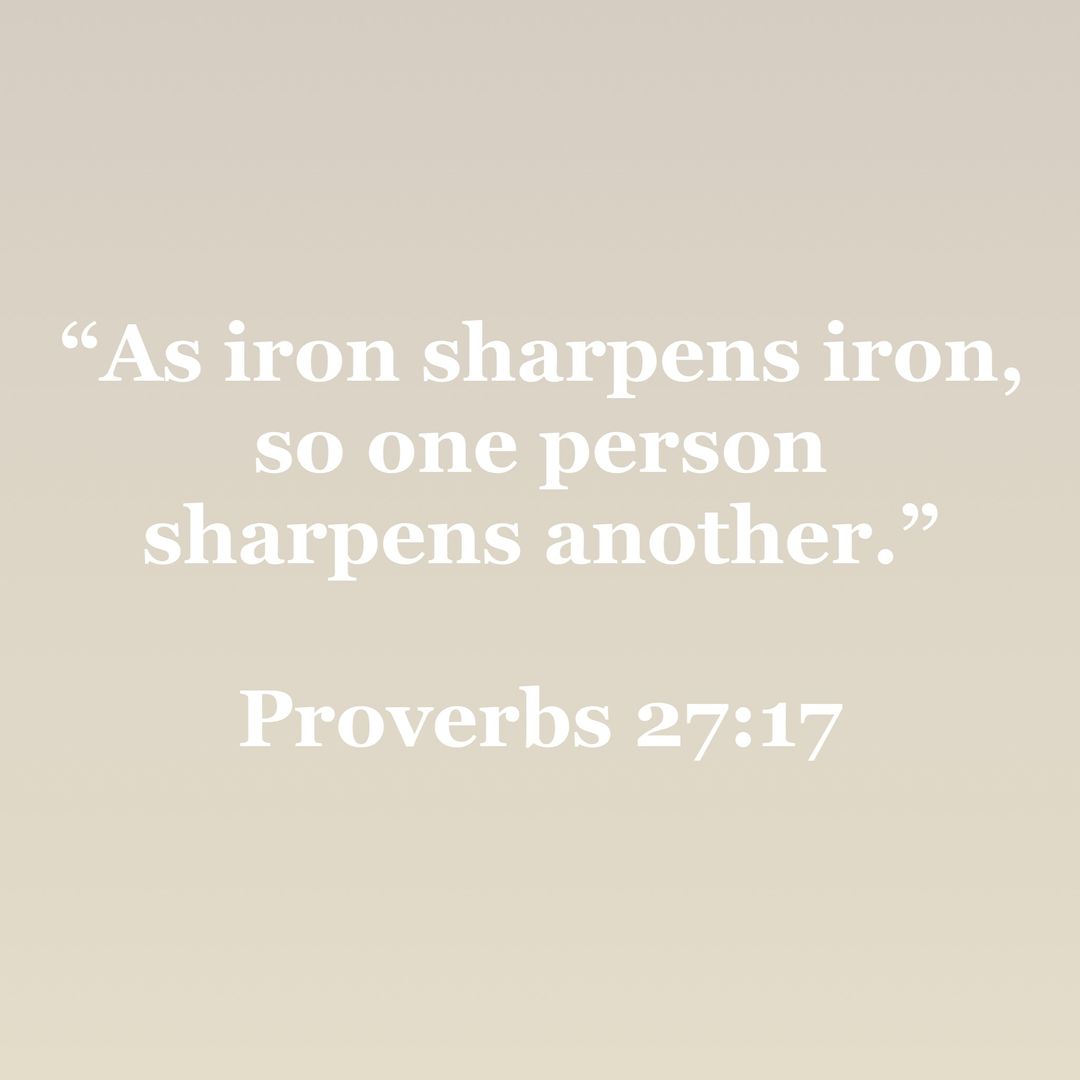 “As iron sharpens iron,
so one person
sharpens another.”
Proverbs 27:17